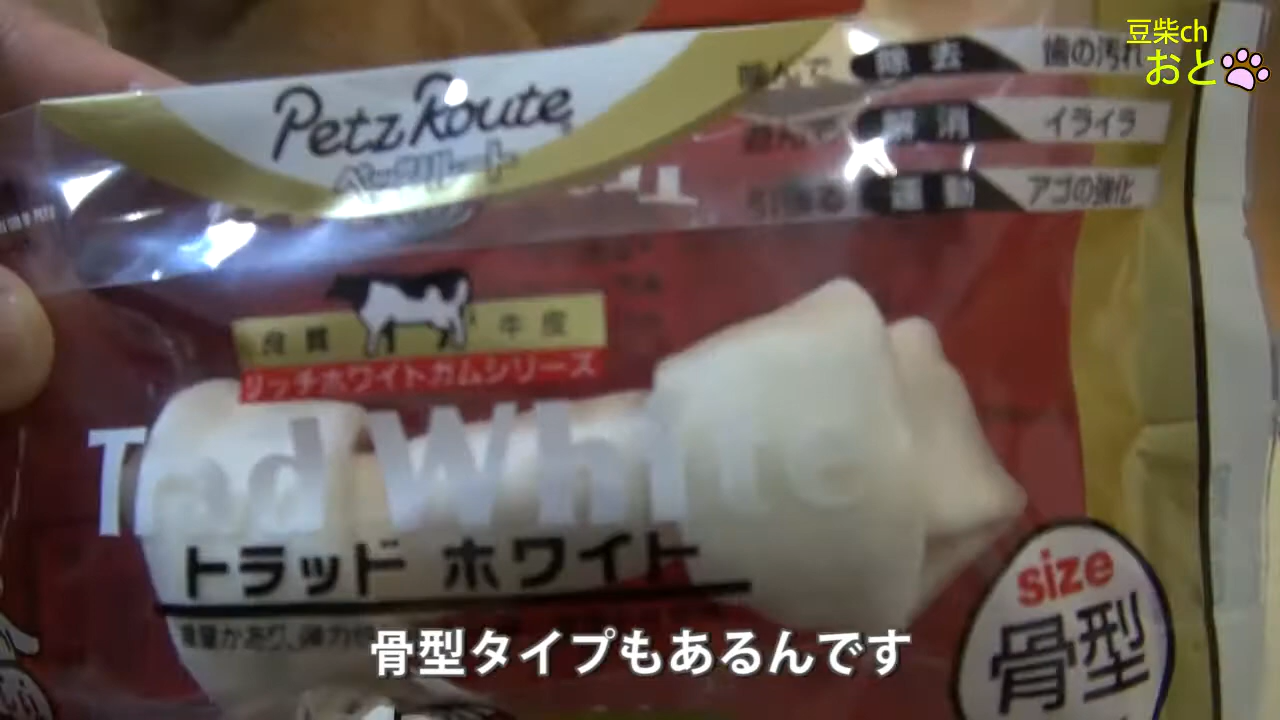 豆柴ch
おと
Petz Route
ペッツルート
噛んで 除去 歯の汚れ
遊んで 解消 イライラ
引張る 運動 アゴの強化
良質 牛皮
リッチホワイトガムシリーズ
Trad White
トラッド ホワイト
骨型タイプもあるんです
size
骨型